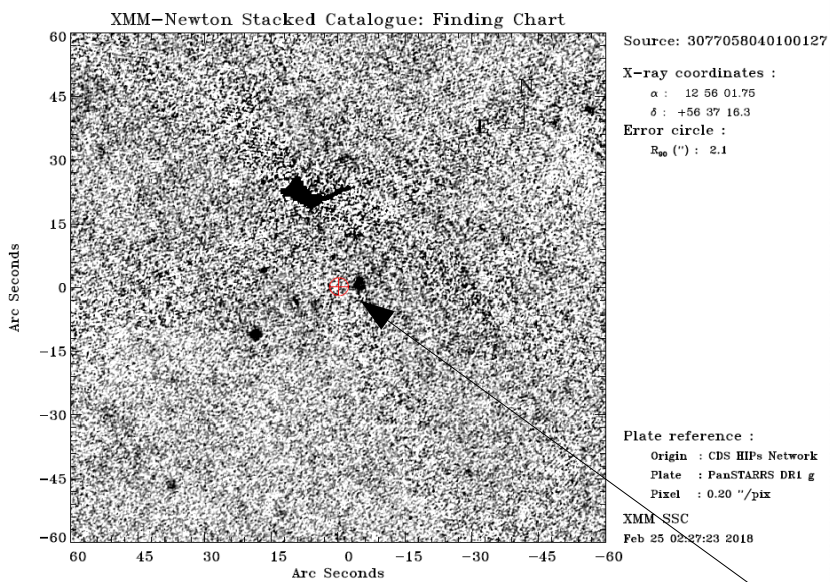 XMM-Newton Stacked Catalogue: Finding Chart
Source: 3077058040100127
X-ray coordinates :
α : 12 56 01.75
δ : +56 37 16.3
Error circle :
R₉₀ (") : 2.1
N
E
60
45
30
15
0
-15
-30
-45
-60
Arc Seconds
60 45 30 15 0 -15 -30 -45 -60
Arc Seconds
Plate reference :
Origin : CDS HIPs Network
Plate : PanSTARRS DR1 g
Pixel : 0.20 "/pix
XMM SSC
Feb 25 02:27:23 2018